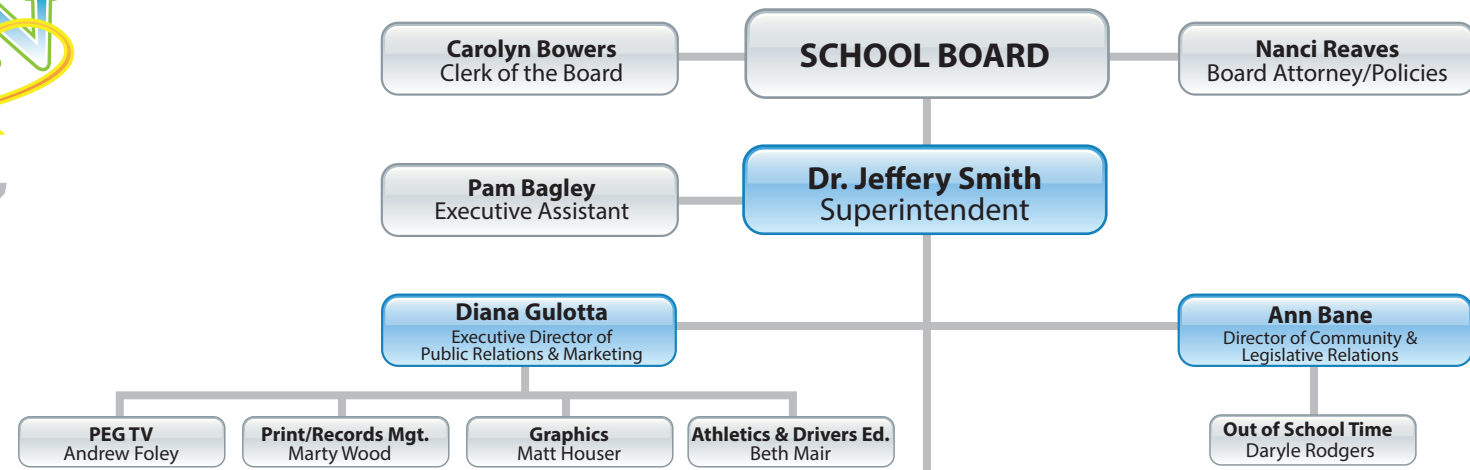 Carolyn Bowers
Clerk of the Board
SCHOOL BOARD
Nanci Reaves
Board Attorney/Policies
Pam Bagley
Executive Assistant
Dr. Jeffery Smith
Superintendent
Diana Gulotta
Executive Director of
Public Relations & Marketing
Ann Bane
Director of Community &
Legislative Relations
PEG TV
Andrew Foley
Print/Records Mgt.
Marty Wood
Graphics
Matt Houser
Athletics & Drivers Ed.
Beth Mair
Out of School Time
Daryle Rodgers